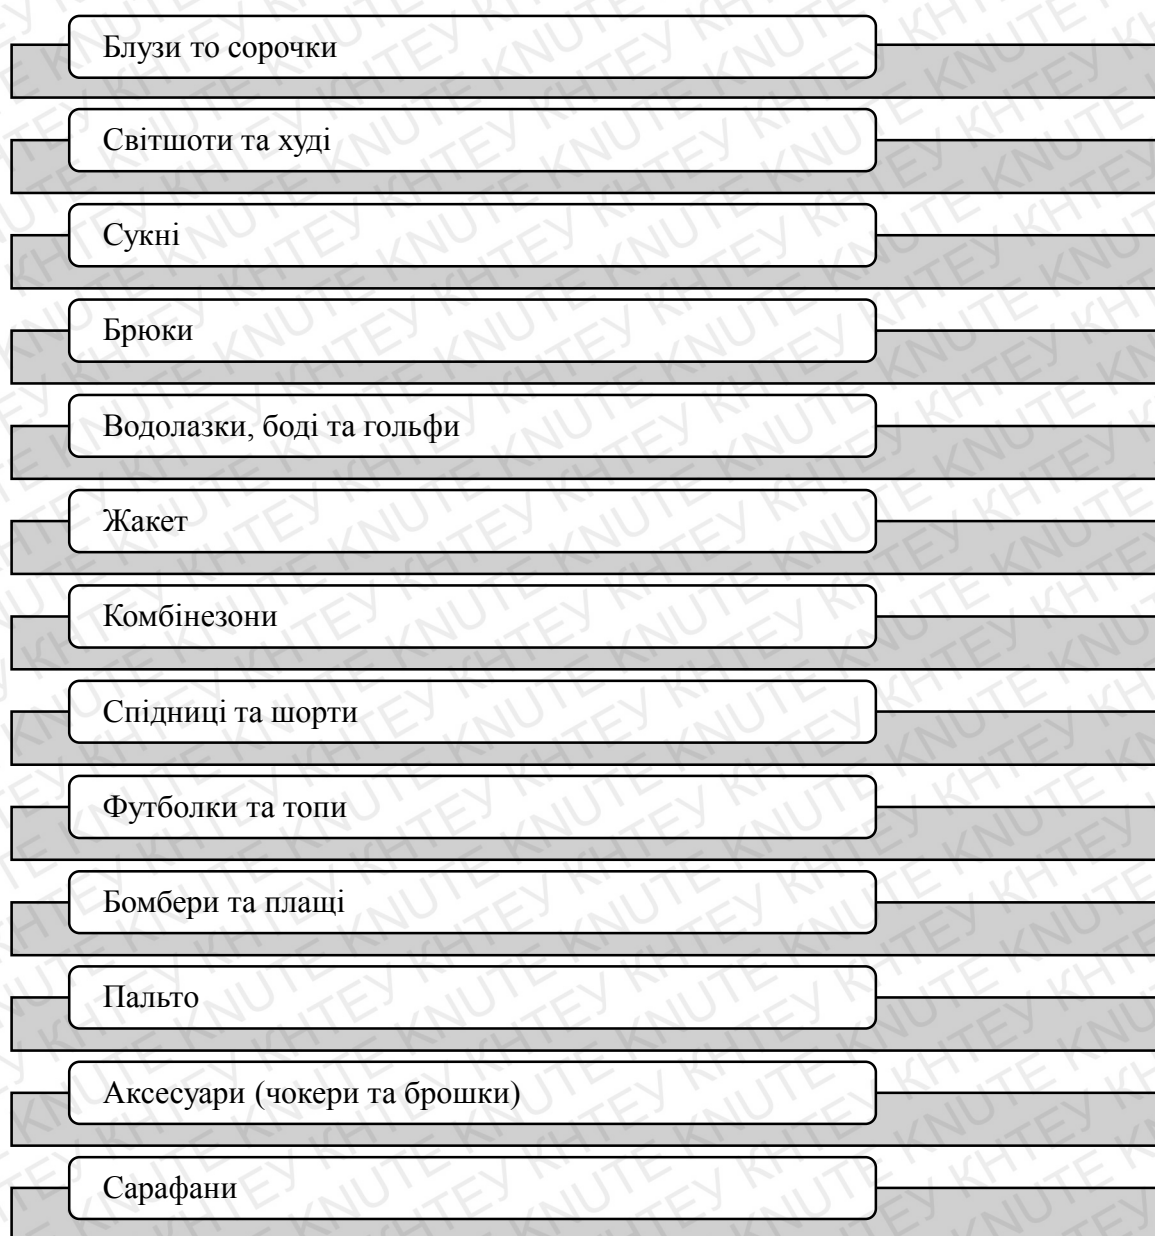 Блузи то сорочки
Світшоти та худі
Сукні
Брюки
Водолазки, боді та гольфи
Жакет
Комбінезони
Спідниці та шорти
Футболки та топи
Бомбери та плащі
Пальто
Аксесуари (чокери та брошки)
Сарафани